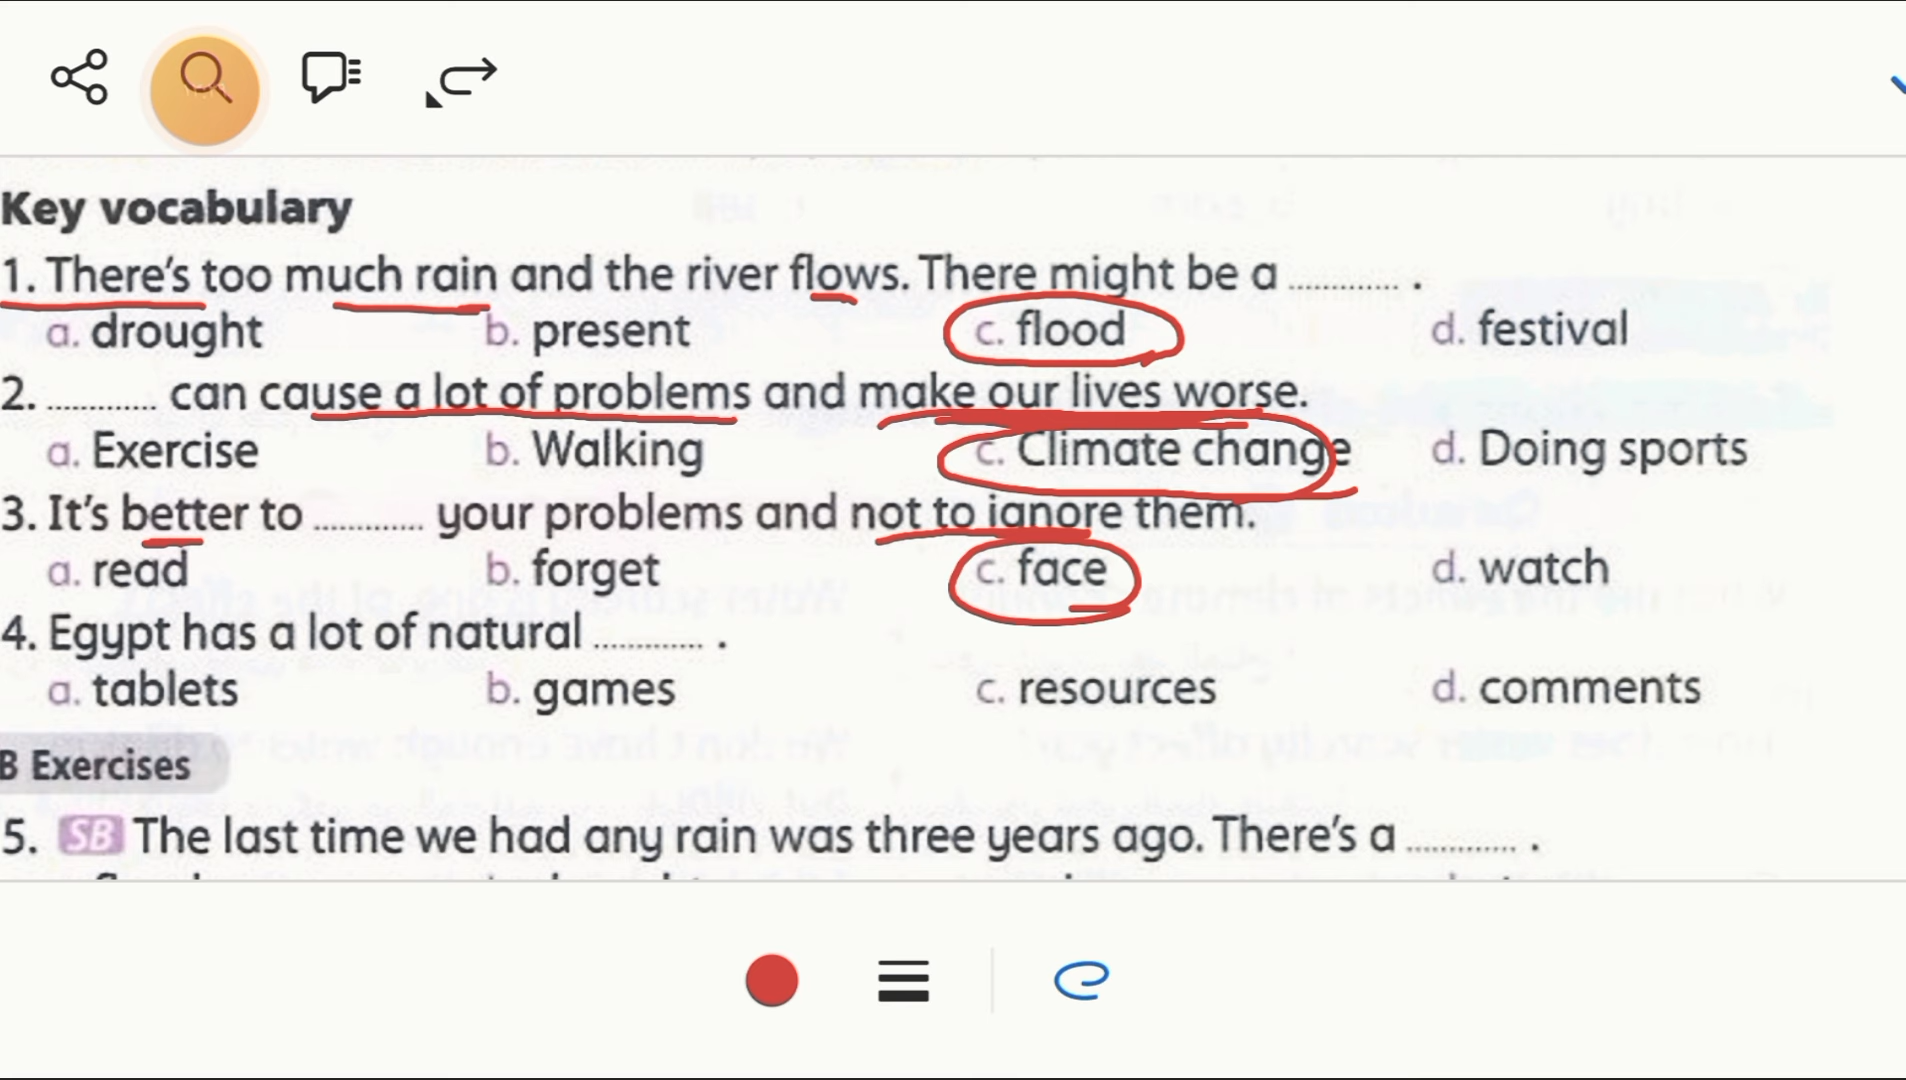 Key vocabulary
1. There's too much rain and the river flows. There might be a ............ .
a. drought b. present c. flood d. festival
2. ............ can cause a lot of problems and make our lives worse.
a. Exercise b. Walking c. Climate change d. Doing sports
3. It's better to ............ your problems and not to ignore them.
a. read b. forget c. face d. watch
4. Egypt has a lot of natural ............ .
a. tablets b. games c. resources d. comments
B Exercises
5. SB The last time we had any rain was three years ago. There's a ............ .